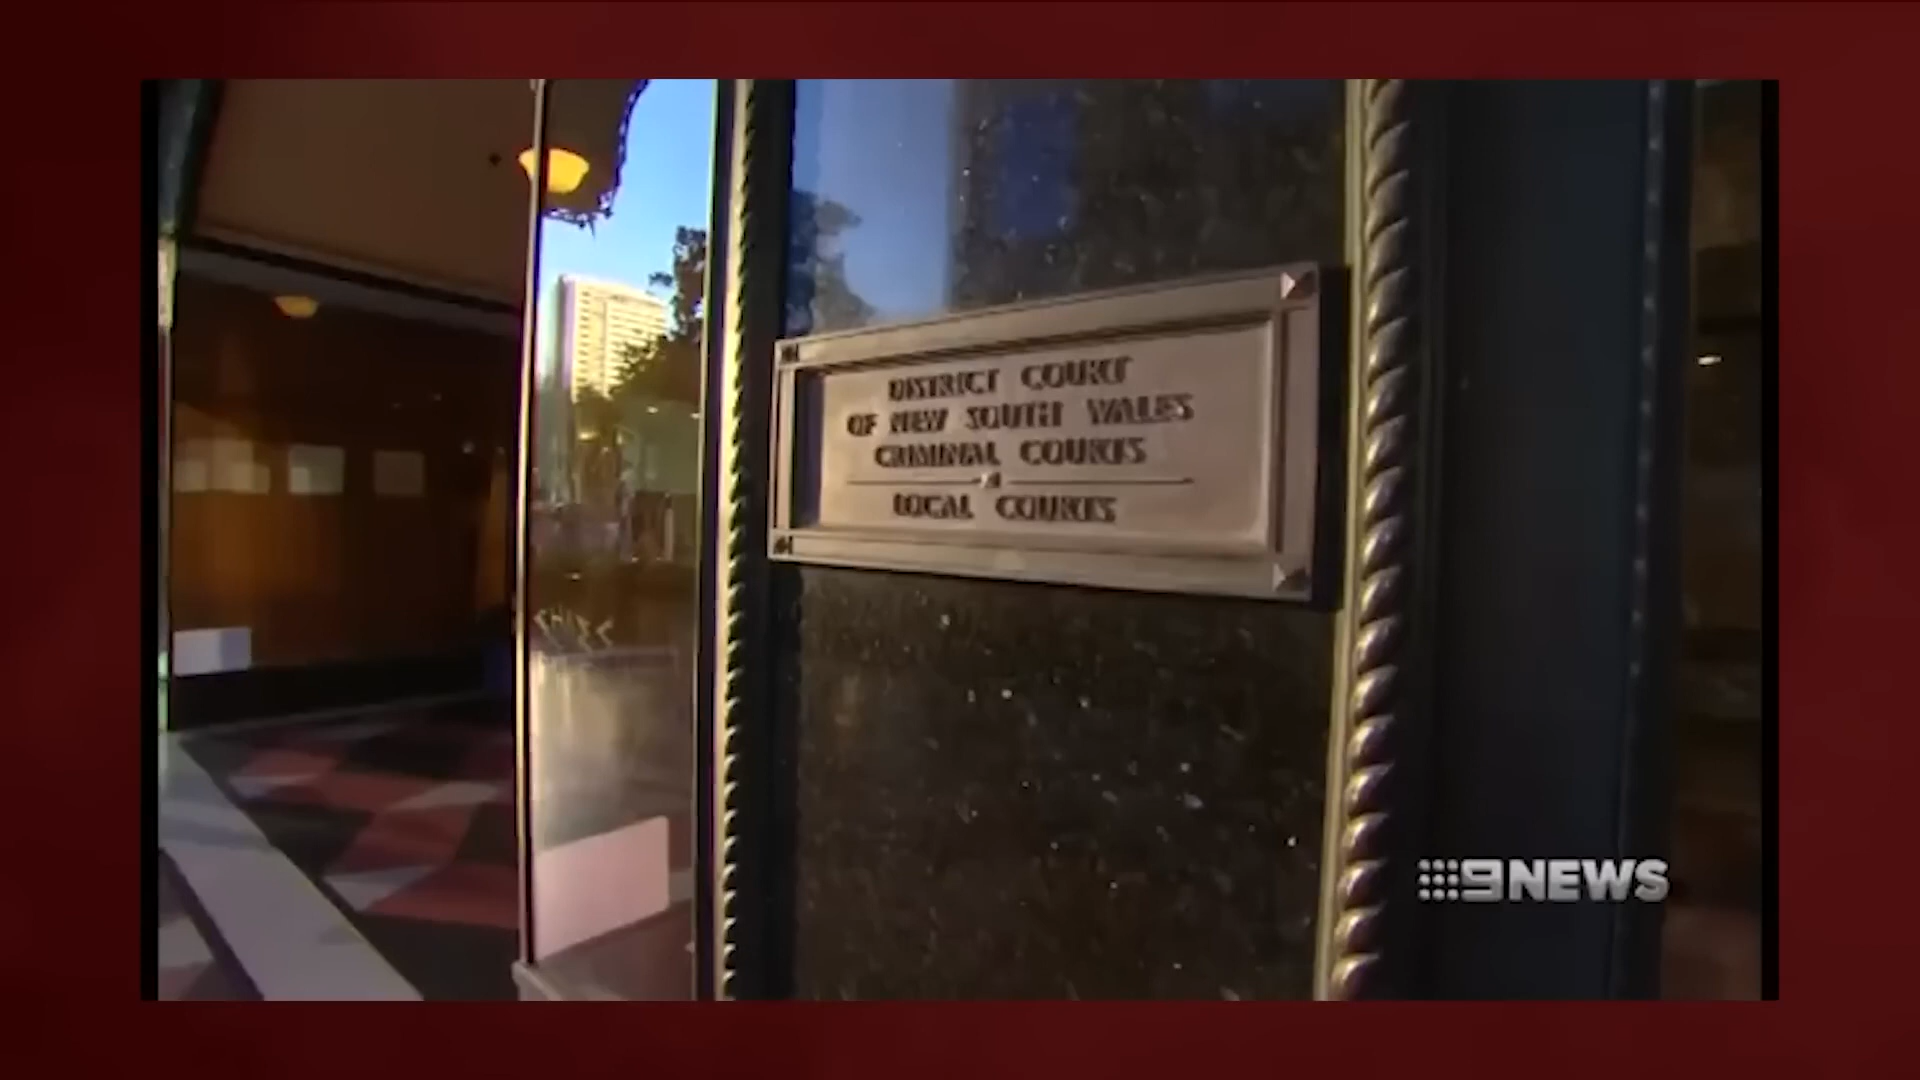 DISTRICT COURT
OF NEW SOUTH WALES
CRIMINAL COURTS
LOCAL COURTS
9NEWS